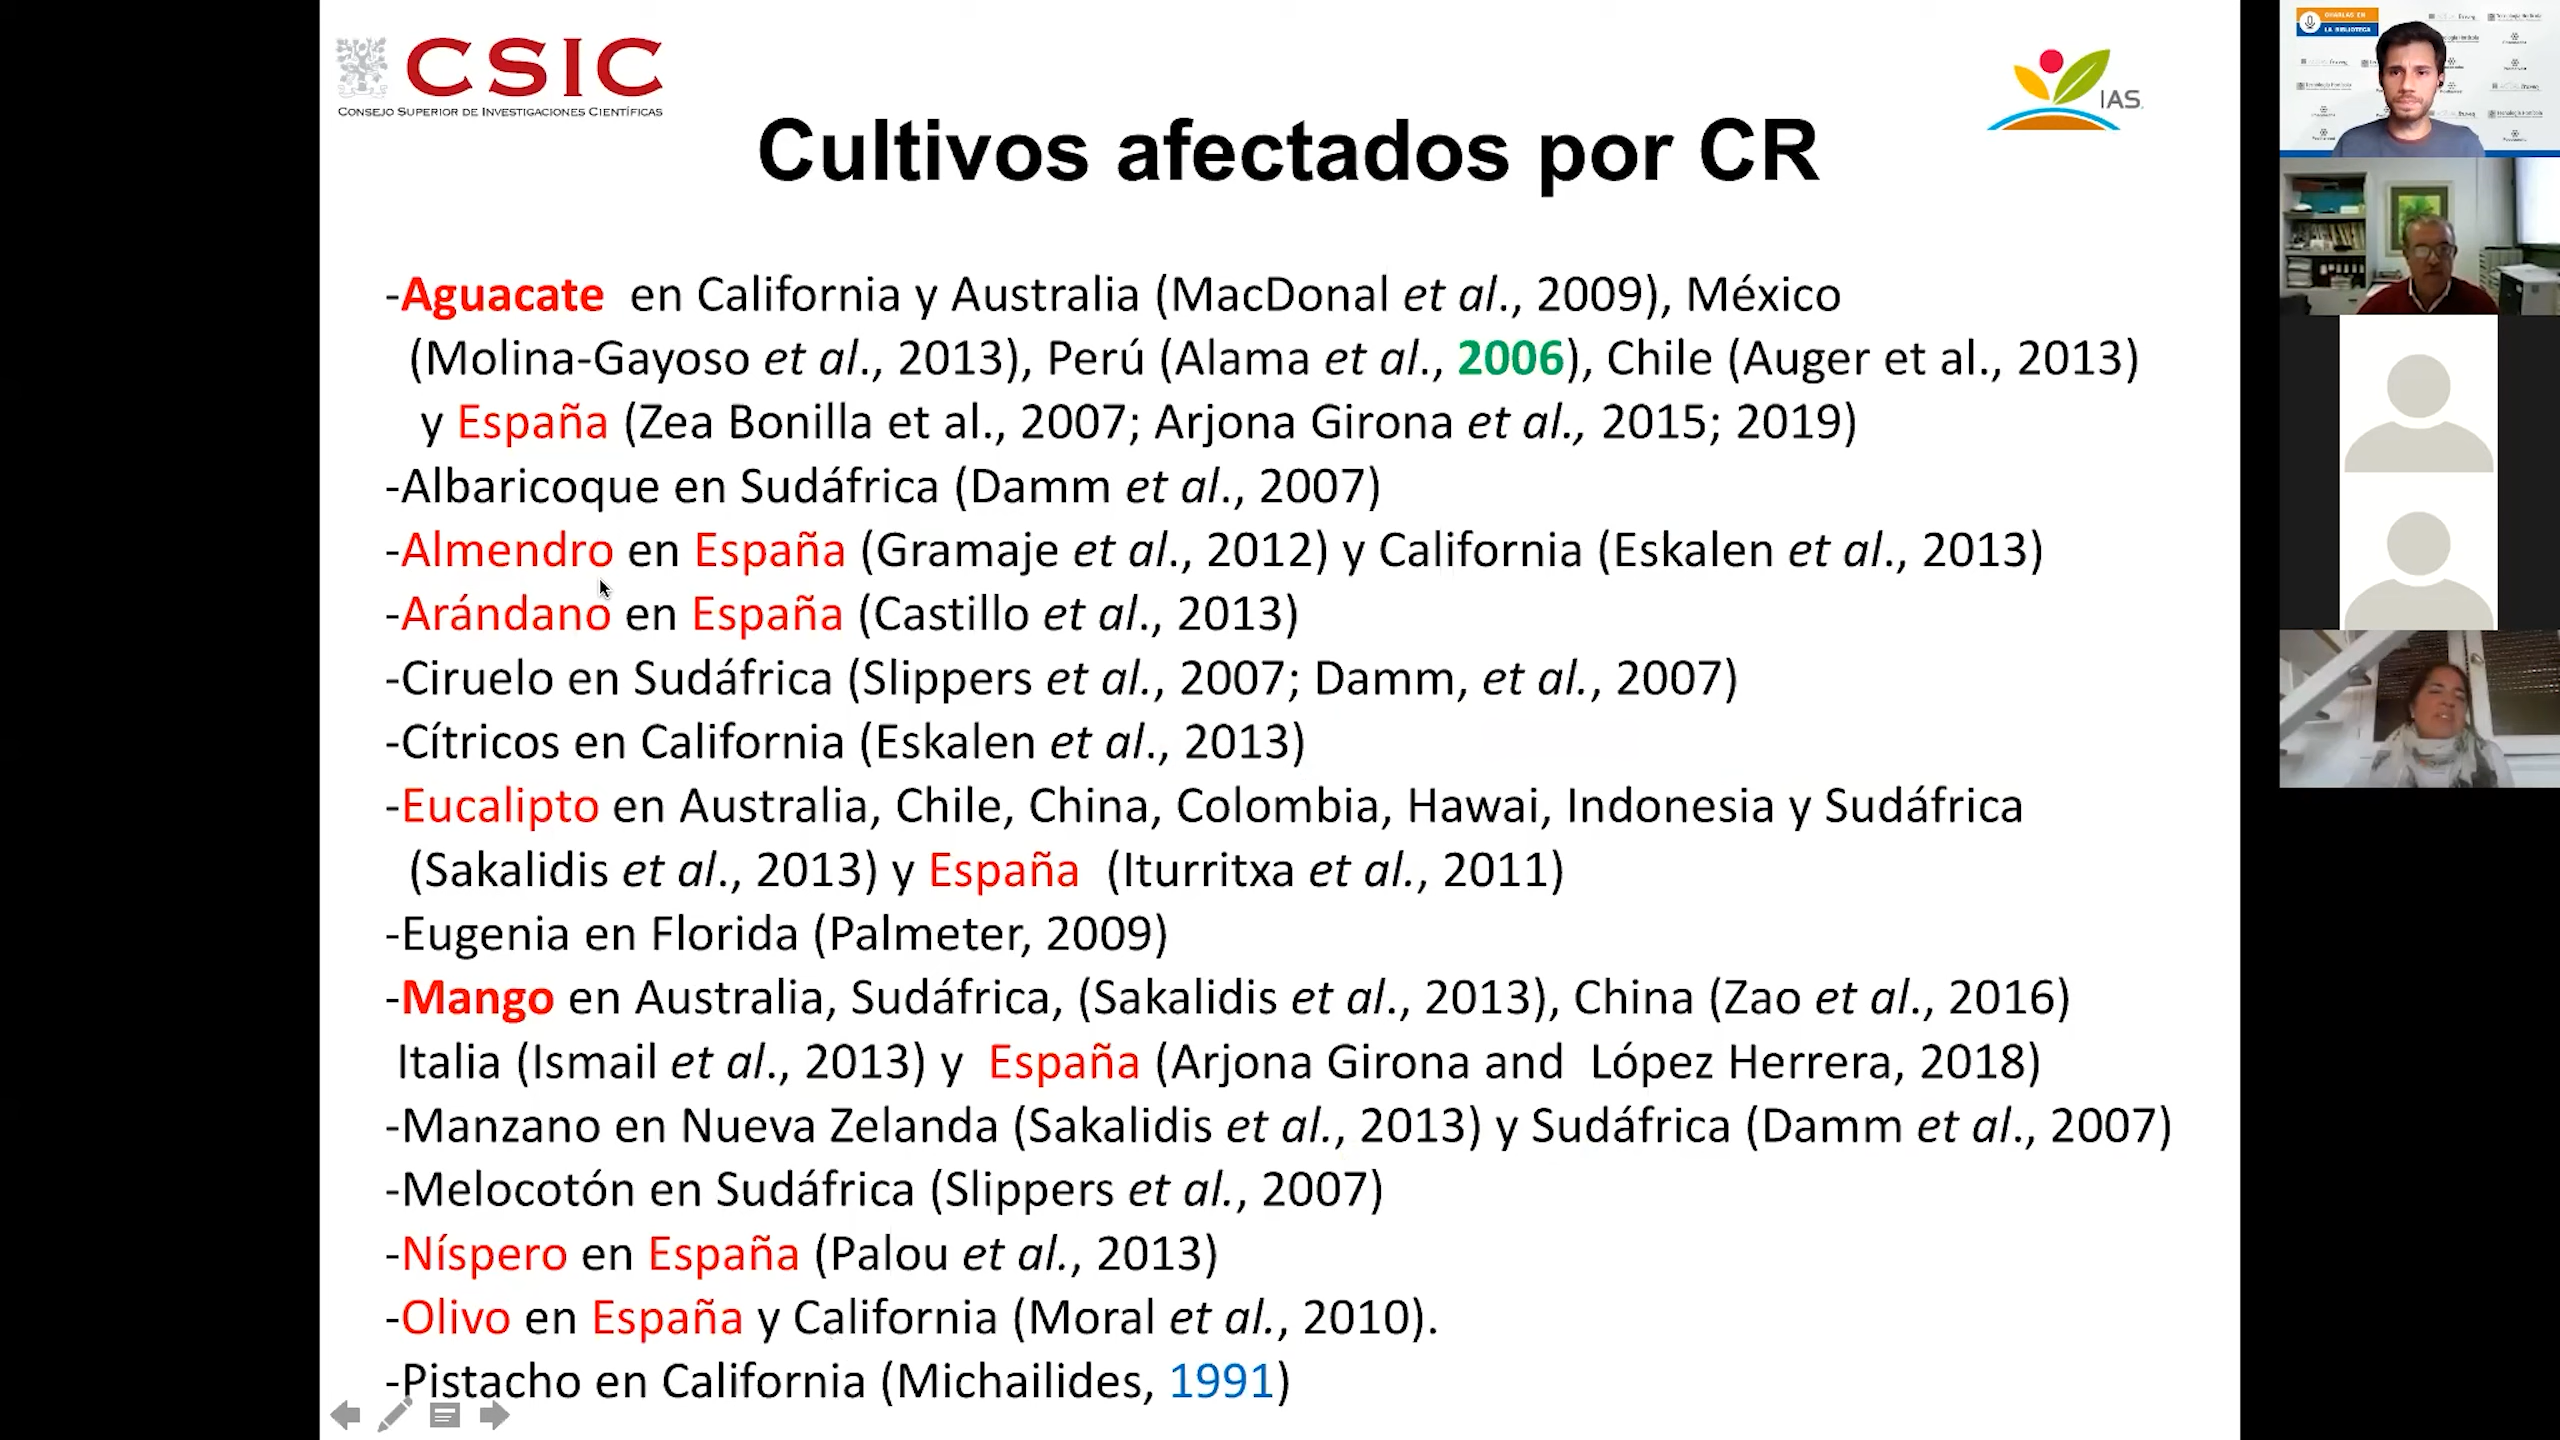 CSIC
CONSEJO SUPERIOR DE INVESTIGACIONES CIENTÍFICAS
IAS
Cultivos afectados por CR
-Aguacate en California y Australia (MacDonal et al., 2009), México
(Molina-Gayoso et al., 2013), Perú (Alama et al., 2006), Chile (Auger et al., 2013)
y España (Zea Bonilla et al., 2007; Arjona Girona et al., 2015; 2019)
-Albaricoque en Sudáfrica (Damm et al., 2007)
-Almendro en España (Gramaje et al., 2012) y California (Eskalen et al., 2013)
-Arándano en España (Castillo et al., 2013)
-Ciruelo en Sudáfrica (Slippers et al., 2007; Damm, et al., 2007)
-Cítricos en California (Eskalen et al., 2013)
-Eucalipto en Australia, Chile, China, Colombia, Hawai, Indonesia y Sudáfrica
(Sakalidis et al., 2013) y España (Iturritxa et al., 2011)
-Eugenia en Florida (Palmeter, 2009)
-Mango en Australia, Sudáfrica, (Sakalidis et al., 2013), China (Zao et al., 2016)
Italia (Ismail et al., 2013) y España (Arjona Girona and López Herrera, 2018)
-Manzano en Nueva Zelanda (Sakalidis et al., 2013) y Sudáfrica (Damm et al., 2007)
-Melocotón en Sudáfrica (Slippers et al., 2007)
-Níspero en España (Palou et al., 2013)
-Olivo en España y California (Moral et al., 2010).
-Pistacho en California (Michailides, 1991)
CHARLAS EN
LA BIBLIOTECA